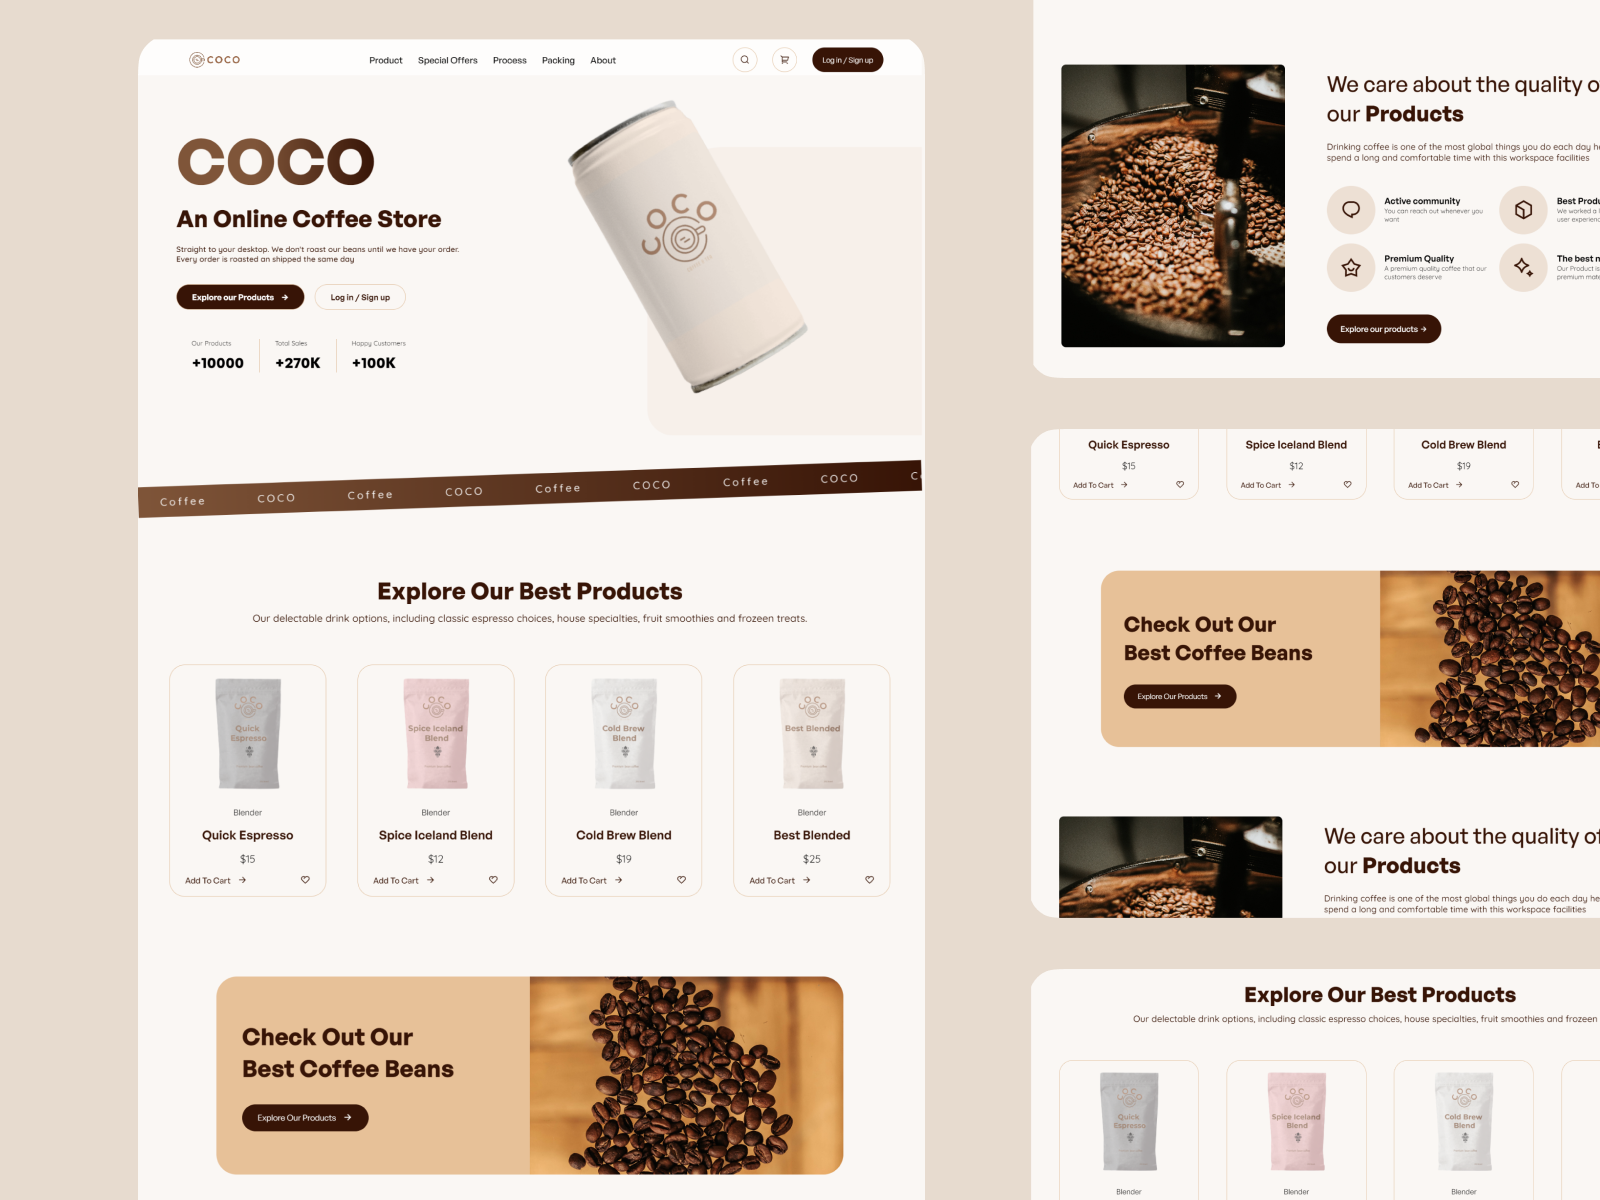 COCO
Product Special Offers Process Packing About
Log in / Sign up
COCO
An Online Coffee Store
Straight to your desktop. We don't roast our beans until we have your order.
Every order is roasted an shipped the same day
Explore our Products →
Log in / Sign up
Our Products Total Sales Happy Customers
+10000 +270K +100K
COCO
Coffee COCO Coffee COCO Coffee COCO Coffee COCO
Explore Our Best Products
Our delectable drink options, including classic espresso choices, house specialties, fruit smoothies and frozen treats.
COCO
Quick
Espresso
Blender
Quick Espresso
$15
Add To Cart →
COCO
Spice Iceland
Blend
Blender
Spice Iceland Blend
$12
Add To Cart →
COCO
Cold Brew
Blend
Blender
Cold Brew Blend
$19
Add To Cart →
COCO
Best Blended
Blender
Best Blended
$25
Add To Cart →
Check Out Our
Best Coffee Beans
Explore Our Products →
We care about the quality o
our Products
Drinking coffee is one of the most global things you do each day he
spend a long and comfortable time with this workspace facilities
Active community
You can reach out whenever you
want
Best Produ
We worked a l
user experienc
Premium Quality
A premium quality coffee that our
customers deserve
The best m
Our Product is
premium mate
Explore our products →
Quick Espresso
$15
Add To Cart →
Spice Iceland Blend
$12
Add To Cart →
Cold Brew Blend
$19
Add To Cart →
Add To
Check Out Our
Best Coffee Beans
Explore Our Products →
We care about the quality of
our Products
Drinking coffee is one of the most global things you do each day he
spend a long and comfortable time with this workspace facilities
Explore Our Best Products
Our delectable drink options, including classic espresso choices, house specialties, fruit smoothies and frozen
COCO
Quick
Espresso
Blender
COCO
Spice Iceland
Blend
Blender
COCO
Cold Brew
Blend
Blender